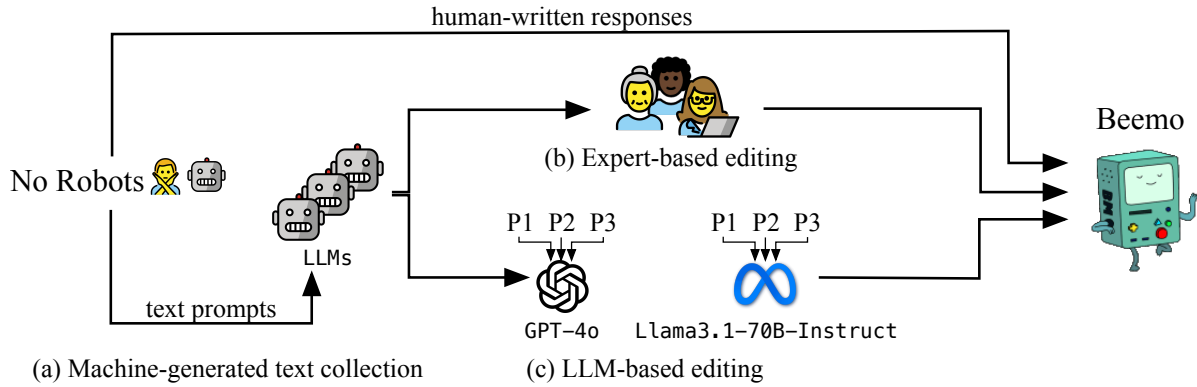 human-written responses
Beemo
(b) Expert-based editing
No Robots
P1 P2 P3
P1 P2 P3
LLMs
text prompts
GPT-4o
Llama3.1-70B-Instruct
(a) Machine-generated text collection
(c) LLM-based editing